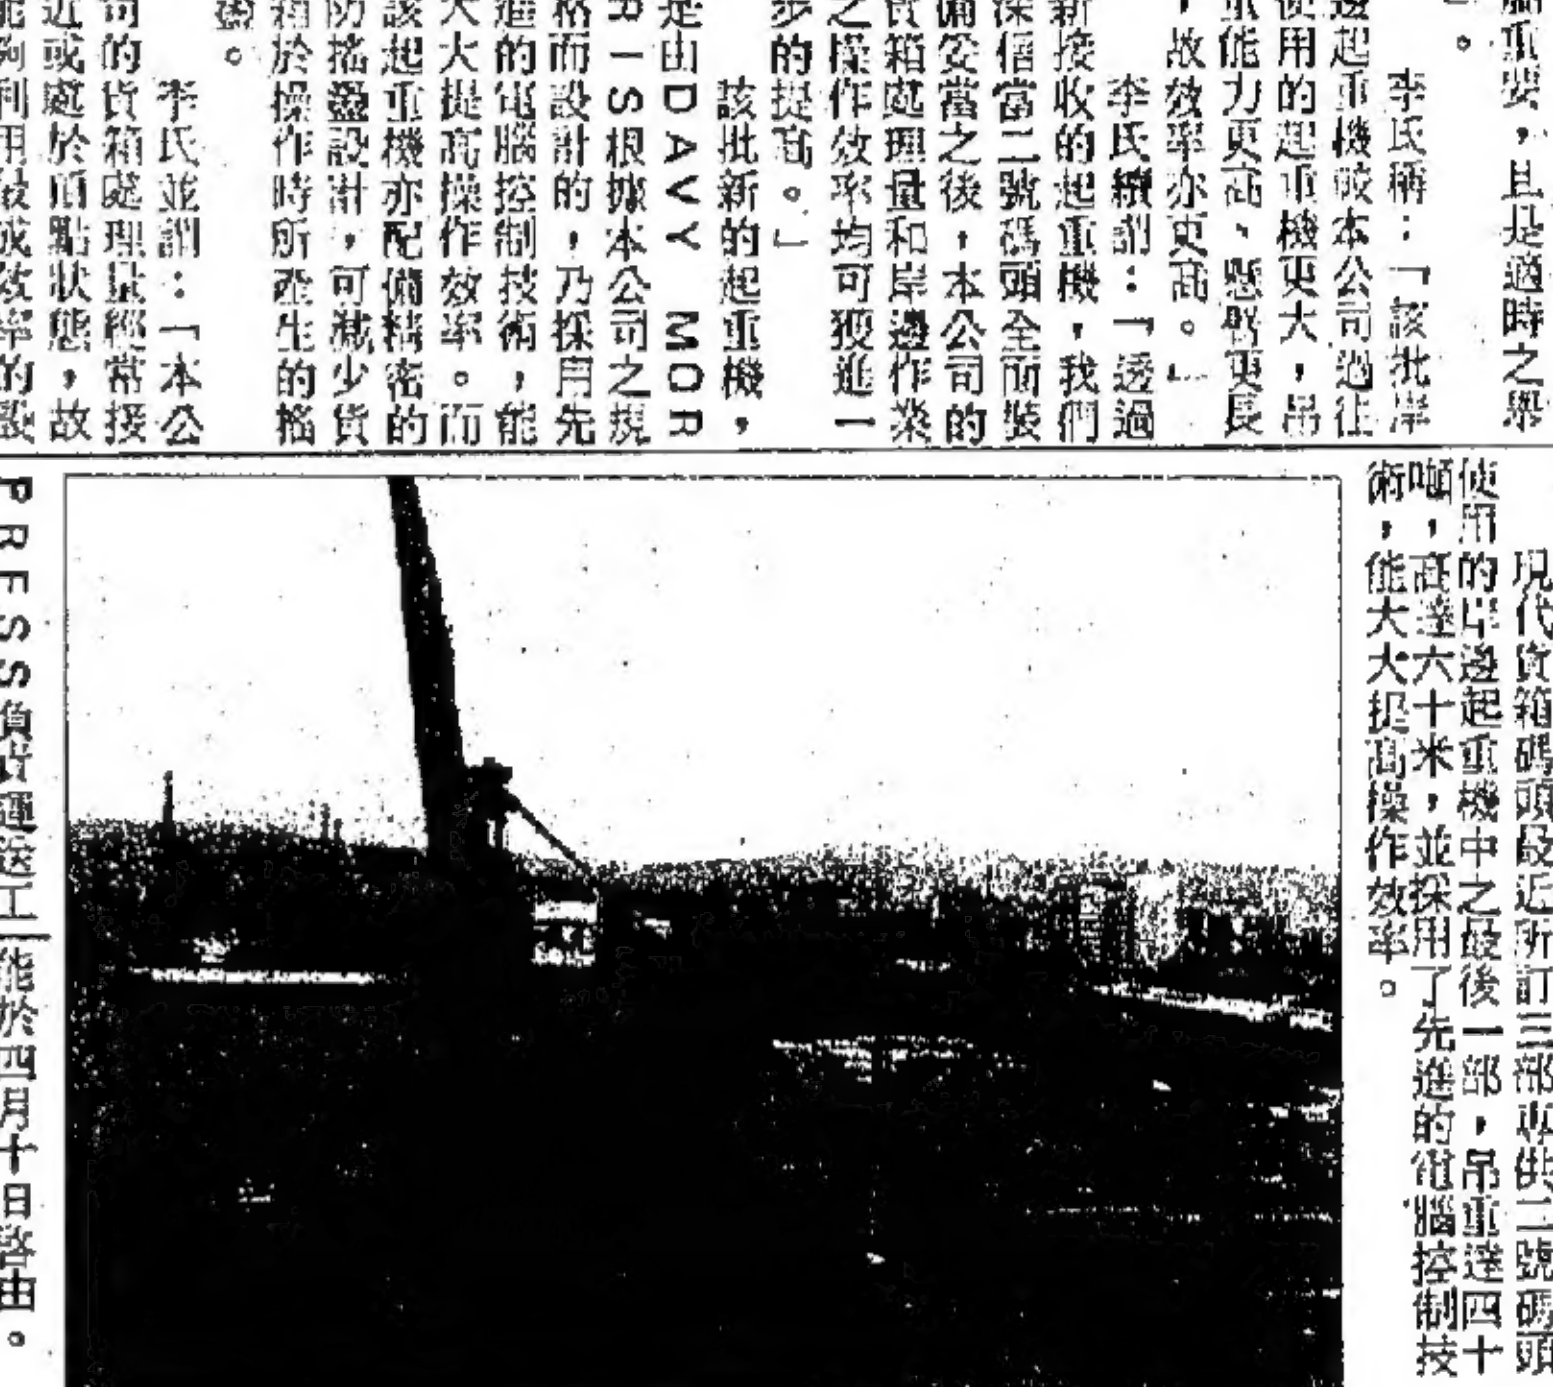 腦重要，且是適時之舉
。」
李氏稱：「該批岸
邊起重機較本公司過往
使用的起重機更大，吊
重能力更高、懸臂更長
，故效率亦更高。」
李氏續謂：「透過
新接收的起重機，我們
深信當二號碼頭全面裝
備妥當之後，本公司的
貨箱處理量和岸邊作業
之操作效率均可獲進一
步的提高。」
該批新的起重機，
是由DAVY MOR
RIS根據本公司之規
格而設計的，乃採用先
進的電腦控制技術，能
大大提高操作效率。而
該起重機亦配備精密的
防搖盪設計，可減少貨
箱於操作時所產生的搖
盪。
李氏並謂：「本公
司的貨箱處理量經常接
近或處於頂點狀態，故
能夠利用最成效率的設
現代貨箱碼頭最近所訂三部專供二號碼頭
使用的岸邊起重機中之最後一部，吊重達四十
噸，高達六十米，並採用了先進的電腦控制技
術，能大大提高操作效率。
PRESS負貨運送工
能於四月十日啓由。